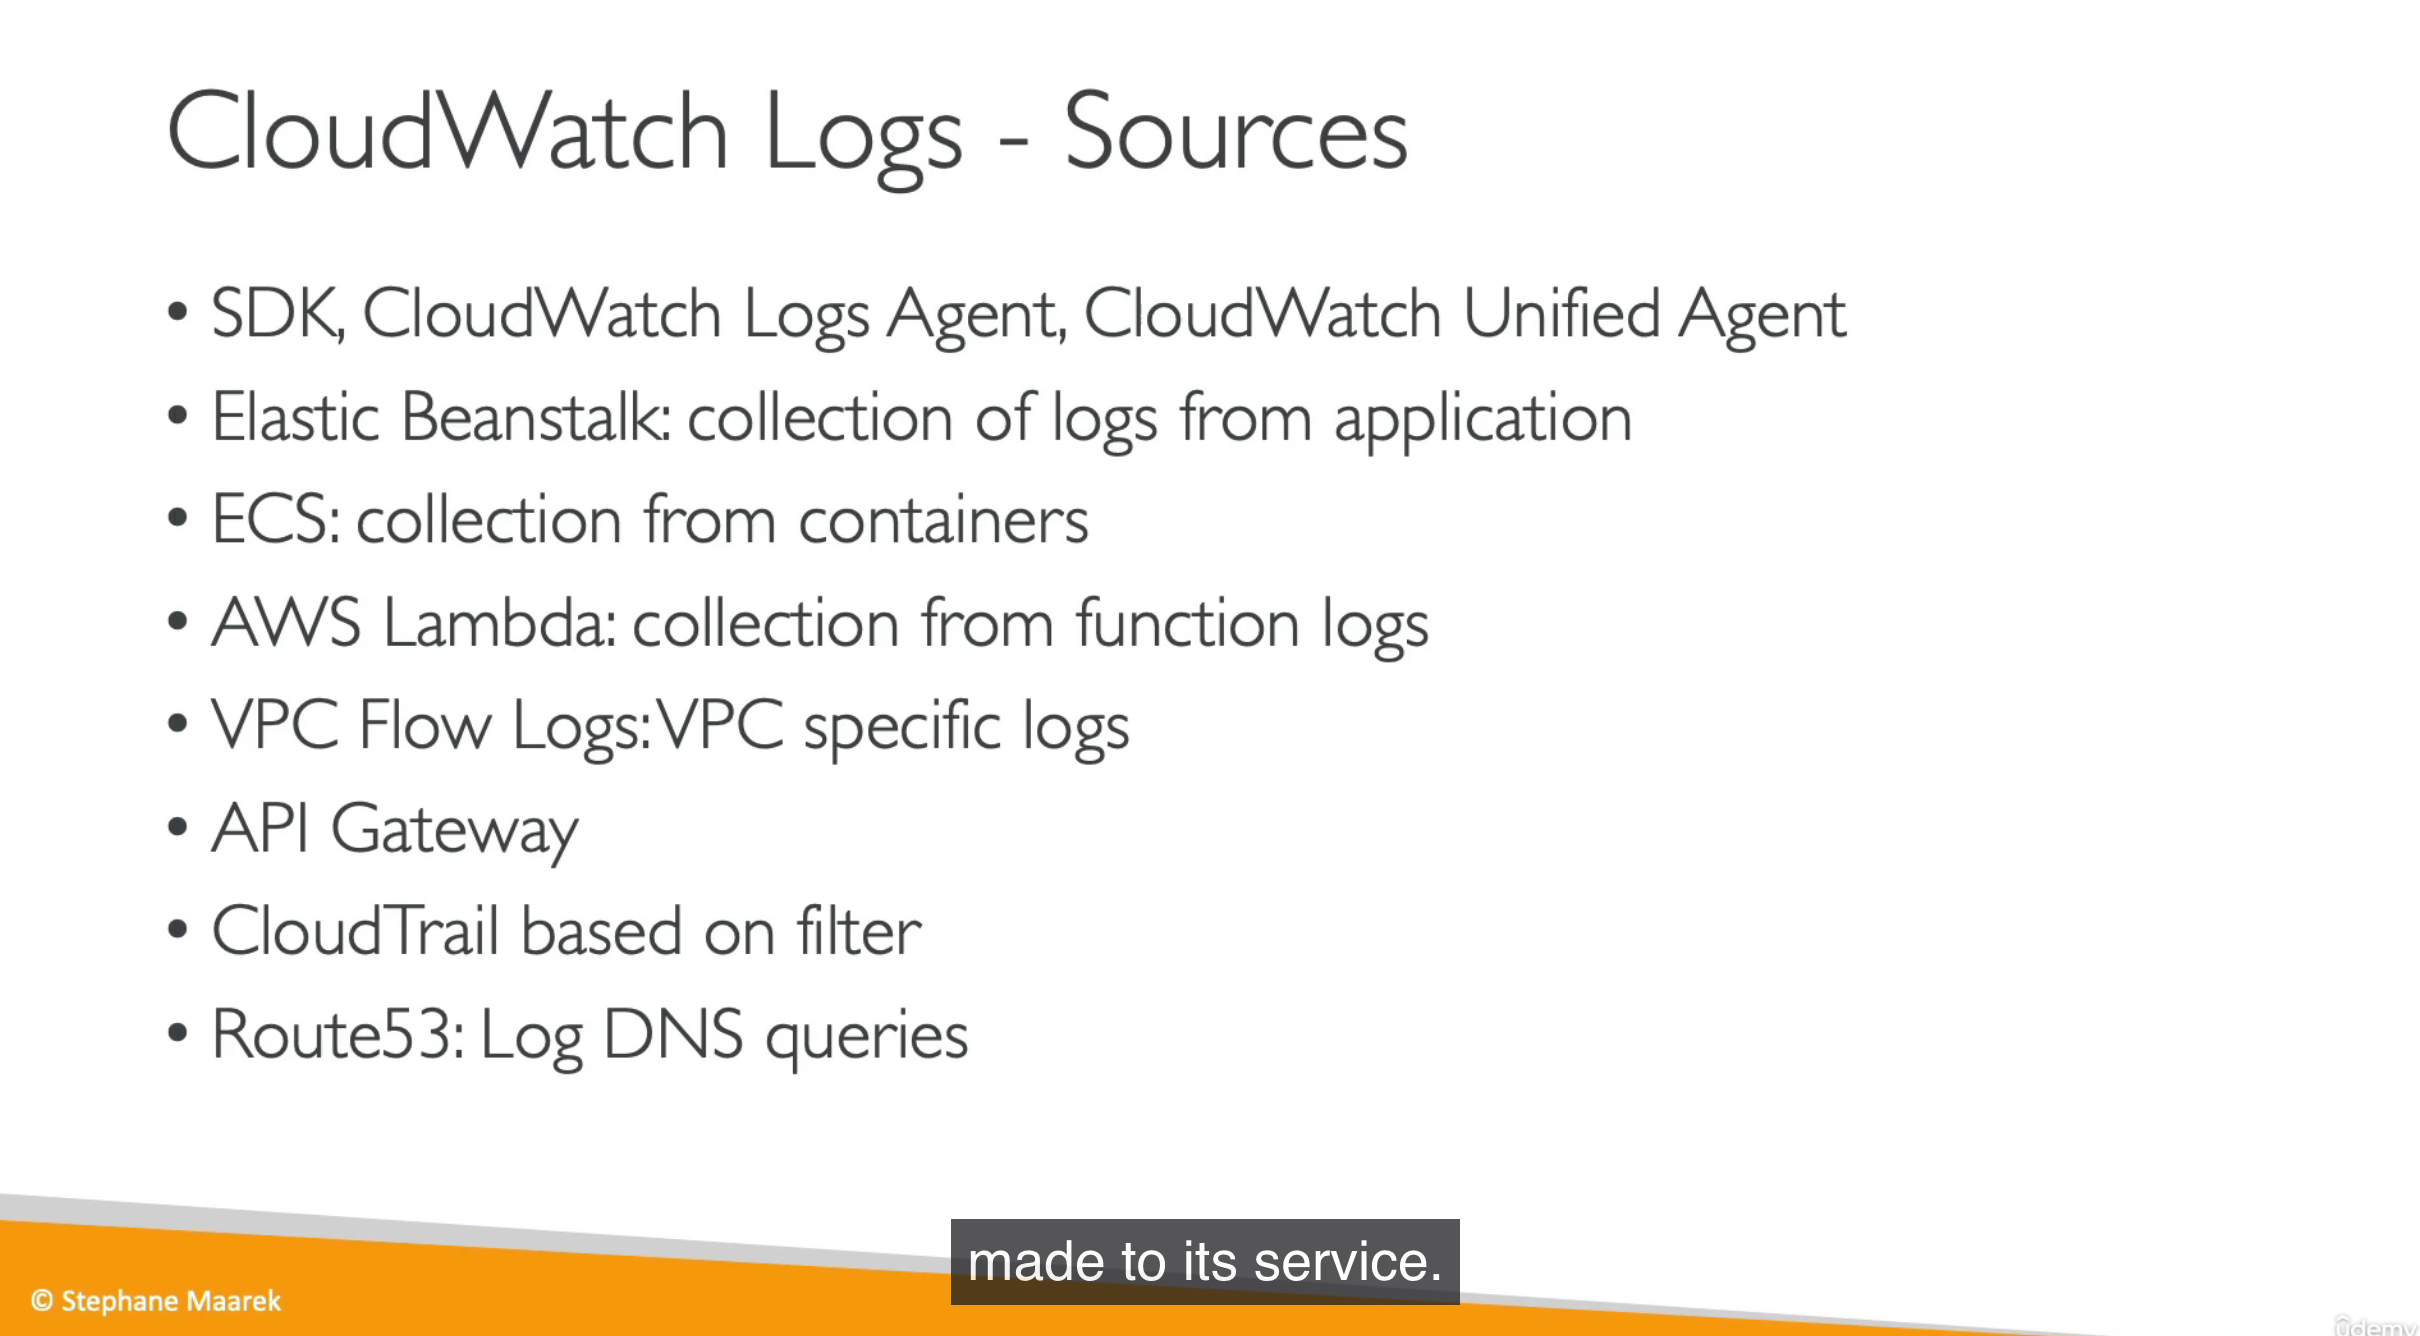 CloudWatch Logs - Sources
• SDK, CloudWatch Logs Agent, CloudWatch Unified Agent
• Elastic Beanstalk: collection of logs from application
• ECS: collection from containers
• AWS Lambda: collection from function logs
• VPC Flow Logs: VPC specific logs
• API Gateway
• CloudTrail based on filter
• Route53: Log DNS queries
made to its service.
© Stephane Maarek
ûdemy